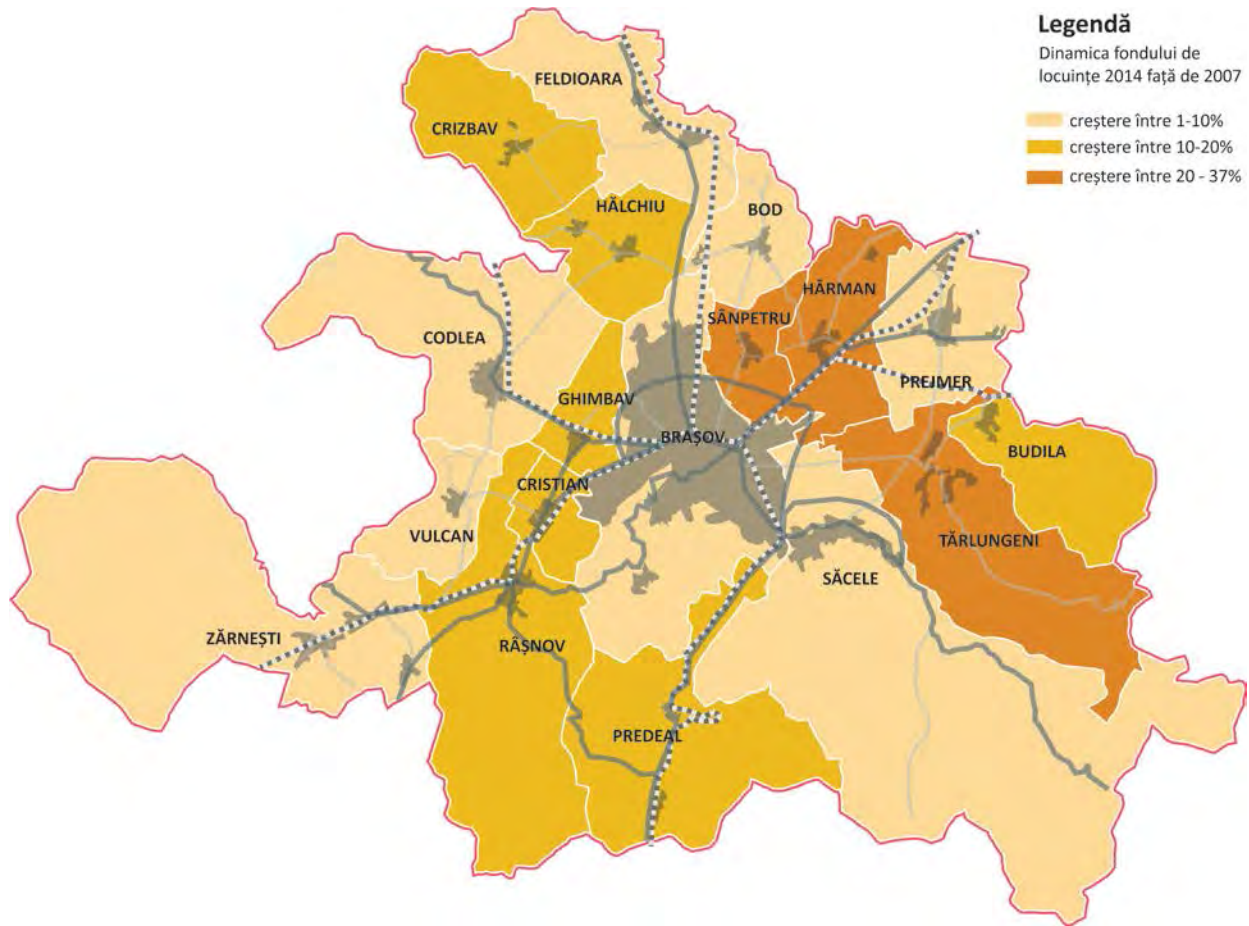 Legendă
Dinamica fondului de
locuințe 2014 față de 2007
creștere între 1-10%
creștere între 10-20%
creștere între 20 - 37%
FELDIOARA
CRIZBAV
HĂLCHIU
BOD
HĂRMAN
SÂNPETRU
CODLEA
PREJMER
GHIMBAV
BRAȘOV
BUDILA
CRISTIAN
VULCAN
TĂRLUNGENI
SĂCELE
ZĂRNEȘTI
RÂȘNOV
PREDEAL